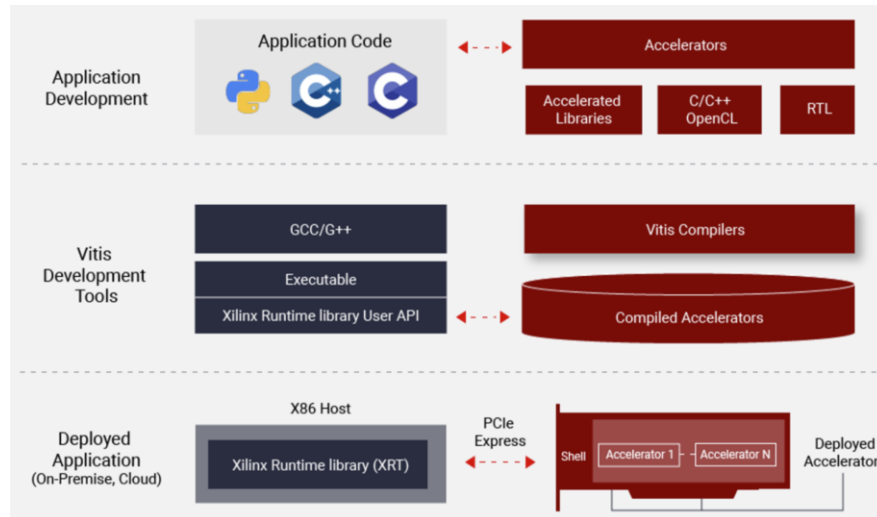 Application
Development
Application Code
C++
C
Accelerators
Accelerated
Libraries
C/C++
OpenCL
RTL
Vitis
Development
Tools
GCC/G++
Executable
Xilinx Runtime library User API
Vitis Compilers
Compiled Accelerators
Deployed
Application
(On-Premise, Cloud)
X86 Host
Xilinx Runtime library (XRT)
PCIe
Express
Shell
Accelerator 1
Accelerator N
Deployed
Accelerator